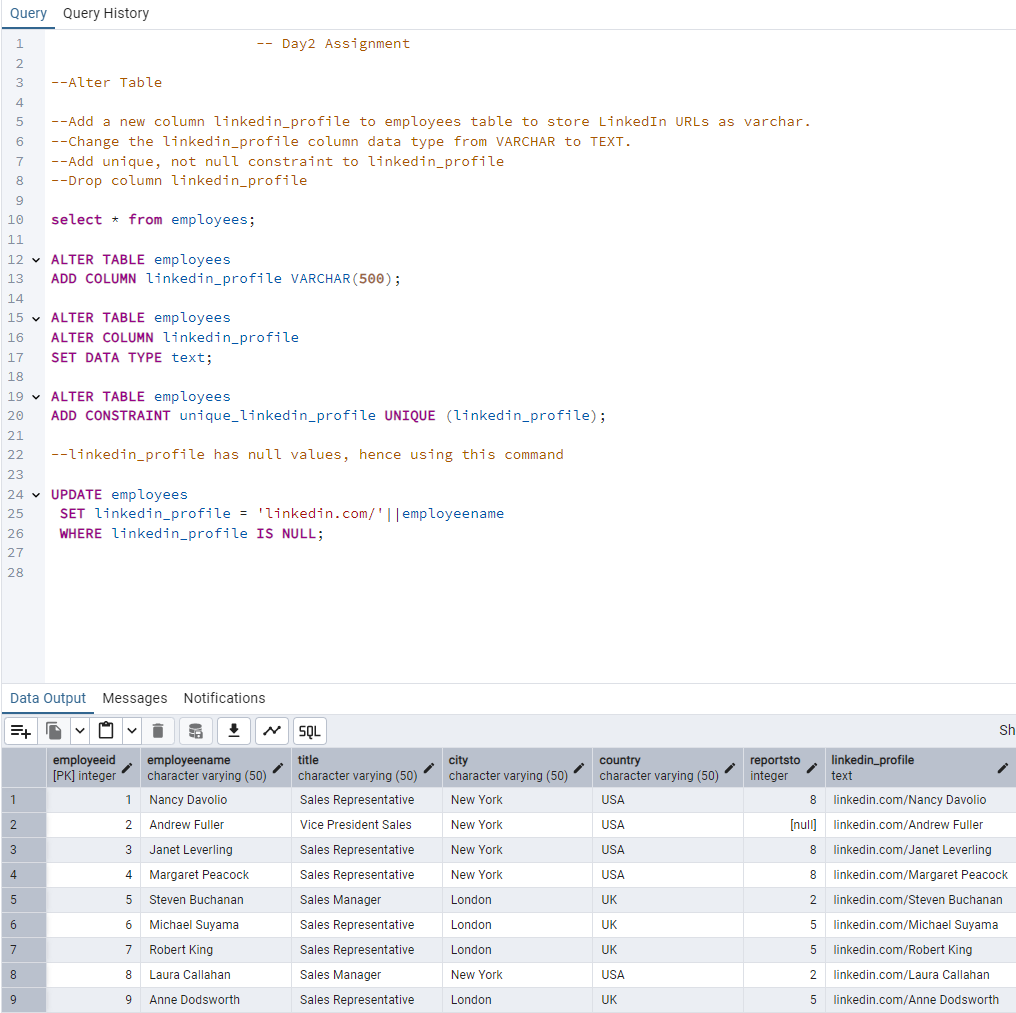 Query Query History
1 -- Day2 Assignment
2
3 --Alter Table
4
5 --Add a new column linkedin_profile to employees table to store LinkedIn URLs as varchar.
6 --Change the linkedin_profile column data type from VARCHAR to TEXT.
7 --Add unique, not null constraint to linkedin_profile
8 --Drop column linkedin_profile
9
10 select * from employees;
11
12 ALTER TABLE employees
13 ADD COLUMN linkedin_profile VARCHAR(500);
14
15 ALTER TABLE employees
16 ALTER COLUMN linkedin_profile
17 SET DATA TYPE text;
18
19 ALTER TABLE employees
20 ADD CONSTRAINT unique_linkedin_profile UNIQUE (linkedin_profile);
21
22 --linkedin_profile has null values, hence using this command
23
24 UPDATE employees
25 SET linkedin_profile = 'linkedin.com/'||employeename
26 WHERE linkedin_profile IS NULL;
27
28
Data Output Messages Notifications
SQL Sh
employeeid employeename title city country reportsto linkedin_profile
[PK] integer character varying (50) character varying (50) character varying (50) character varying (50) integer text
1 1 Nancy Davolio Sales Representative New York USA 8 linkedin.com/Nancy Davolio
2 2 Andrew Fuller Vice President Sales New York USA [null] linkedin.com/Andrew Fuller
3 3 Janet Leverling Sales Representative New York USA 8 linkedin.com/Janet Leverling
4 4 Margaret Peacock Sales Representative New York USA 8 linkedin.com/Margaret Peacock
5 5 Steven Buchanan Sales Manager London UK 2 linkedin.com/Steven Buchanan
6 6 Michael Suyama Sales Representative London UK 5 linkedin.com/Michael Suyama
7 7 Robert King Sales Representative London UK 5 linkedin.com/Robert King
8 8 Laura Callahan Sales Manager New York USA 2 linkedin.com/Laura Callahan
9 9 Anne Dodsworth Sales Representative London UK 5 linkedin.com/Anne Dodsworth